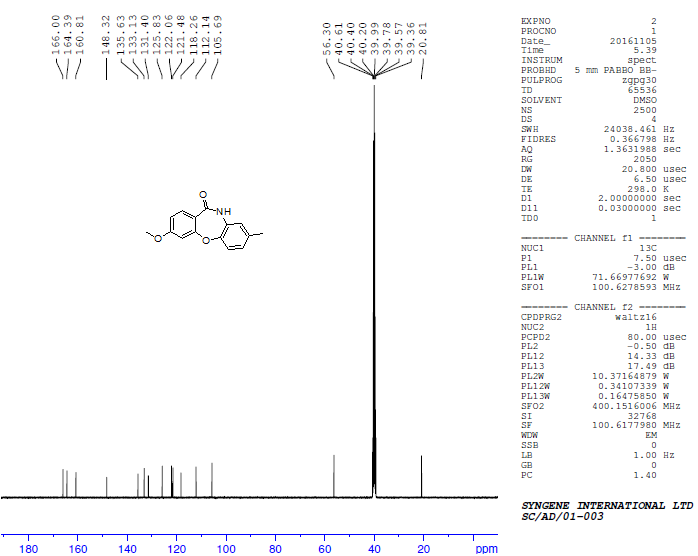 166.00
164.39
160.81
148.32
135.63
133.13
131.40
125.83
122.06
121.48
118.26
112.14
105.69
56.30
40.61
40.40
40.20
39.99
39.78
39.57
39.36
20.81
O
NH
O
O
180 160 140 120 100 80 60 40 20 ppm
EXPNO 2
PROCNO 1
Date_ 20161105
Time 5.39
INSTRUM spect
PROBHD 5 mm PABBO BB-
PULPROG zgpg30
TD 65536
SOLVENT DMSO
NS 2500
DS 4
SWH 24038.461 Hz
FIDRES 0.366798 Hz
AQ 1.3631988 sec
RG 2050
DW 20.800 usec
DE 6.50 usec
TE 298.0 K
D1 2.00000000 sec
D11 0.03000000 sec
TD0 1
======== CHANNEL f1 ========
NUC1 13C
P1 7.50 usec
PL1 -3.00 dB
PL1W 71.66977692 W
SFO1 100.6278593 MHz
======== CHANNEL f2 ========
CPDPRG2 waltz16
NUC2 1H
PCPD2 80.00 usec
PL2 -0.50 dB
PL12 14.33 dB
PL13 17.49 dB
PL2W 10.37164879 W
PL12W 0.34107339 W
PL13W 0.16475850 W
SFO2 400.1516006 MHz
SI 32768
SF 100.6177980 MHz
WDW EM
SSB 0
LB 1.00 Hz
GB 0
PC 1.40
SYNGENE INTERNATIONAL LTD
SC/AD/01-003